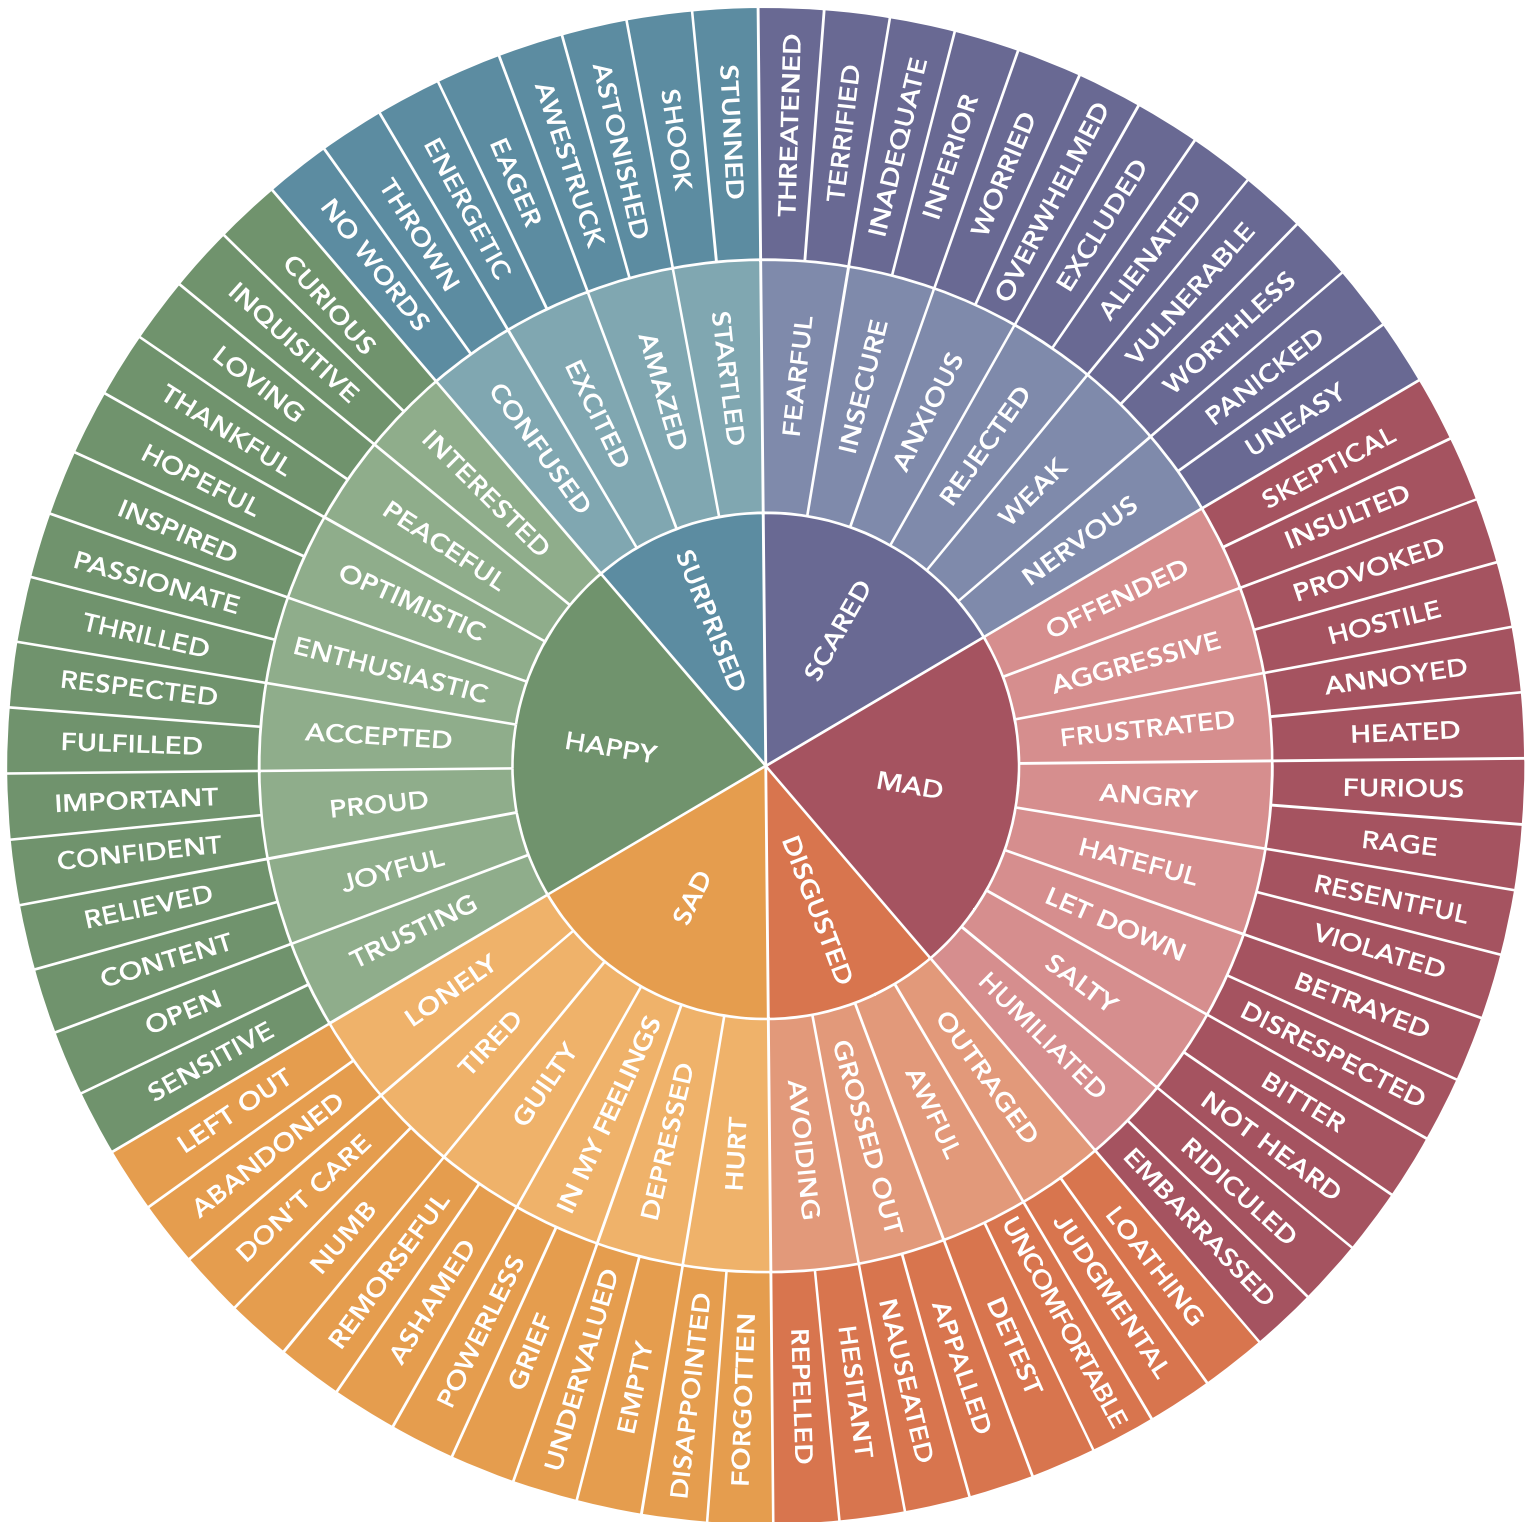 SURPRISED
SCARED
MAD
DISGUSTED
SAD
HAPPY
STARTLED
AMAZED
EXCITED
CONFUSED
FEARFUL
INSECURE
ANXIOUS
REJECTED
WEAK
NERVOUS
OFFENDED
AGGRESSIVE
FRUSTRATED
ANGRY
HATEFUL
LET DOWN
SALTY
HUMILIATED
OUTRAGED
AWFUL
GROSSED OUT
AVOIDING
HURT
DEPRESSED
IN MY FEELINGS
GUILTY
TIRED
LONELY
TRUSTING
JOYFUL
PROUD
ACCEPTED
ENTHUSIASTIC
OPTIMISTIC
PEACEFUL
INTERESTED
THREATENED
TERRIFIED
INADEQUATE
INFERIOR
WORRIED
OVERWHELMED
EXCLUDED
ALIENATED
VULNERABLE
WORTHLESS
PANICKED
UNEASY
SKEPTICAL
INSULTED
PROVOKED
HOSTILE
ANNOYED
HEATED
FURIOUS
RAGE
RESENTFUL
VIOLATED
BETRAYED
DISRESPECTED
BITTER
NOT HEARD
RIDICULED
EMBARRASSED
LOATHING
JUDGMENTAL
UNCOMFORTABLE
DETEST
APPALLED
NAUSEATED
HESITANT
REPELLED
FORGOTTEN
DISAPPOINTED
EMPTY
UNDERVALUED
GRIEF
POWERLESS
ASHAMED
REMORSEFUL
NUMB
DON'T CARE
ABANDONED
LEFT OUT
SENSITIVE
OPEN
CONTENT
RELIEVED
CONFIDENT
IMPORTANT
FULFILLED
RESPECTED
THRILLED
PASSIONATE
INSPIRED
HOPEFUL
THANKFUL
LOVING
INQUISITIVE
CURIOUS
NO WORDS
THROWN
ENERGETIC
EAGER
AWESTRUCK
ASTONISHED
SHOOK
STUNNED